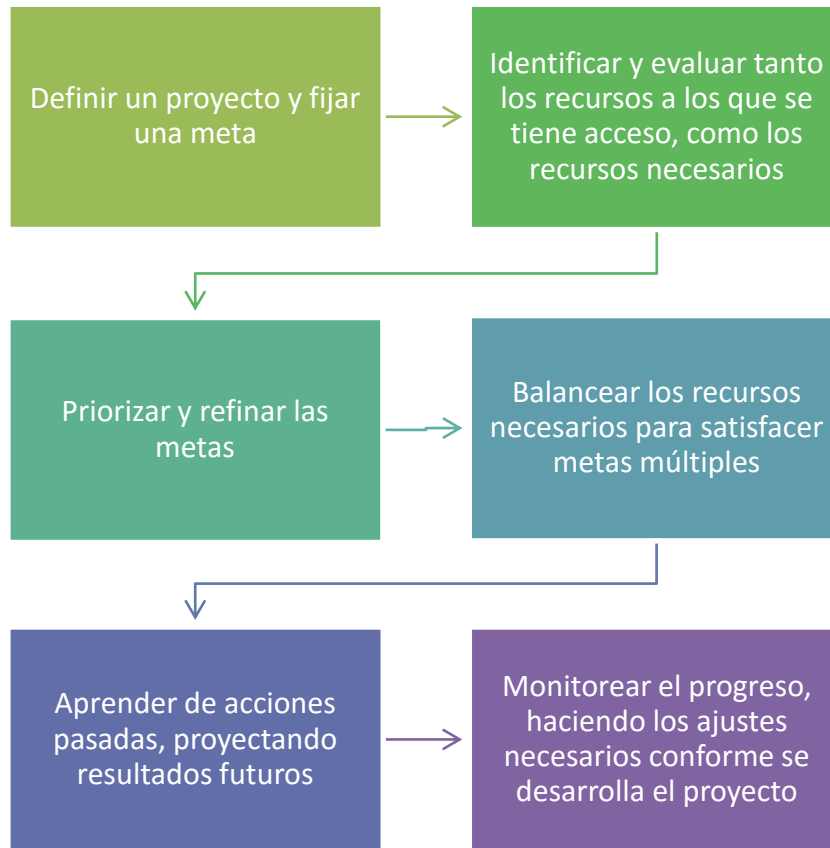 Definir un proyecto y fijar
una meta
Identificar y evaluar tanto
los recursos a los que se
tiene acceso, como los
recursos necesarios
Priorizar y refinar las
metas
Balancear los recursos
necesarios para satisfacer
metas múltiples
Aprender de acciones
pasadas, proyectando
resultados futuros
Monitorear el progreso,
haciendo los ajustes
necesarios conforme se
desarrolla el proyecto